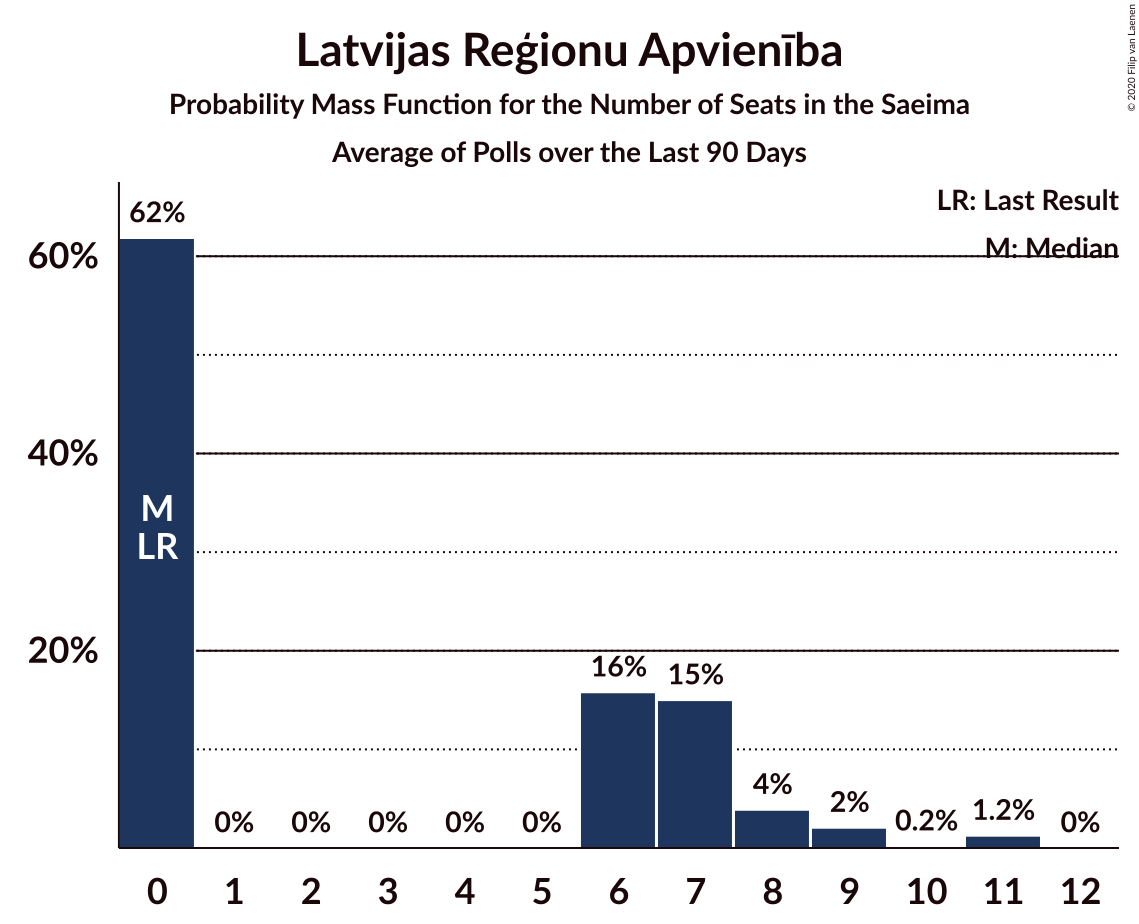 Latvijas Reģionu Apvienība
Probability Mass Function for the Number of Seats in the Saeima
Average of Polls over the Last 90 Days
© 2020 Filip van Laenen
LR: Last Result
M: Median
60%
40%
20%
62%
M
LR
0%
0%
0%
0%
0%
16%
15%
4%
2%
0.2%
1.2%
0%
0 1 2 3 4 5 6 7 8 9 10 11 12